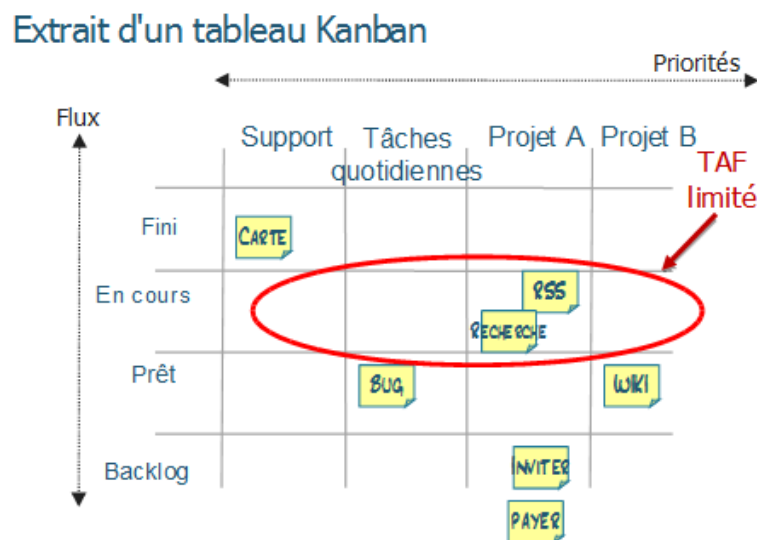 Extrait d'un tableau Kanban
Priorités
Flux
Support
Tâches
quotidiennes
Projet A
Projet B
TAF
limité
Fini
CARTE
En cours
RSS
RECHERCHE
Prêt
BUG
WIKI
Backlog
INVITER
PAYER